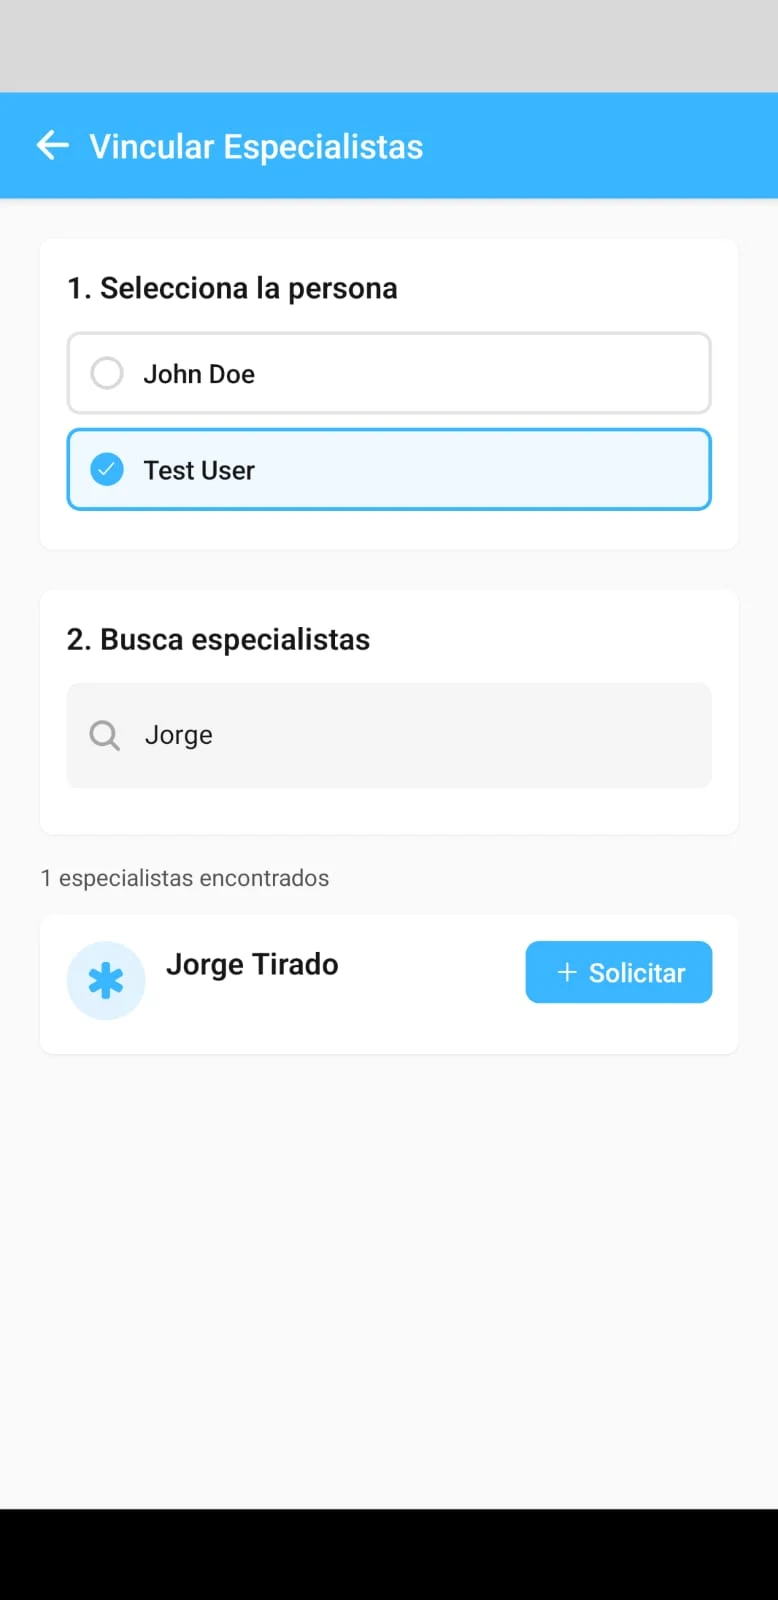 Vincular Especialistas
1. Selecciona la persona
John Doe
Test User
2. Busca especialistas
Jorge
1 especialistas encontrados
Jorge Tirado
+ Solicitar